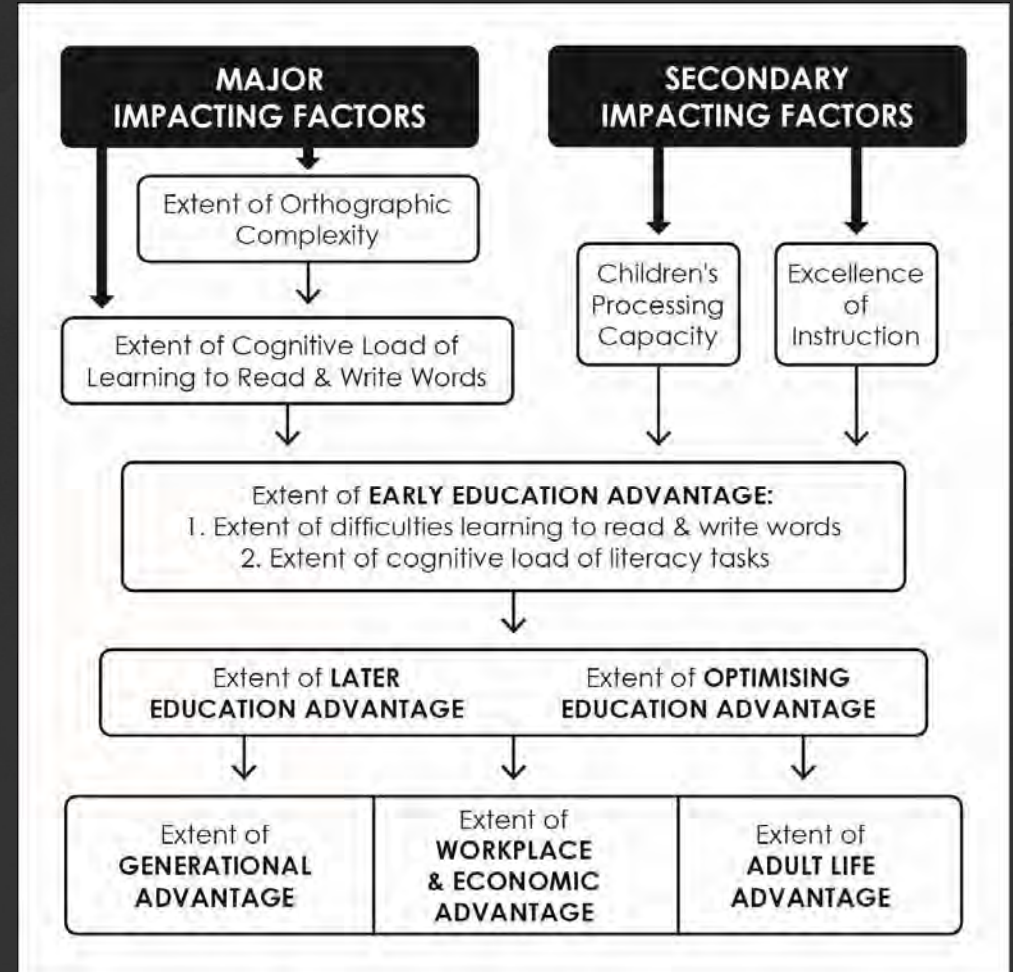 MAJOR
IMPACTING FACTORS
SECONDARY
IMPACTING FACTORS
Extent of Orthographic
Complexity
Children's
Processing
Capacity
Excellence
of
Instruction
Extent of Cognitive Load of
Learning to Read & Write Words
Extent of EARLY EDUCATION ADVANTAGE:
1. Extent of difficulties learning to read & write words
2. Extent of cognitive load of literacy tasks
Extent of LATER
EDUCATION ADVANTAGE
Extent of OPTIMISING
EDUCATION ADVANTAGE
Extent of
GENERATIONAL
ADVANTAGE
Extent of
WORKPLACE
& ECONOMIC
ADVANTAGE
Extent of
ADULT LIFE
ADVANTAGE